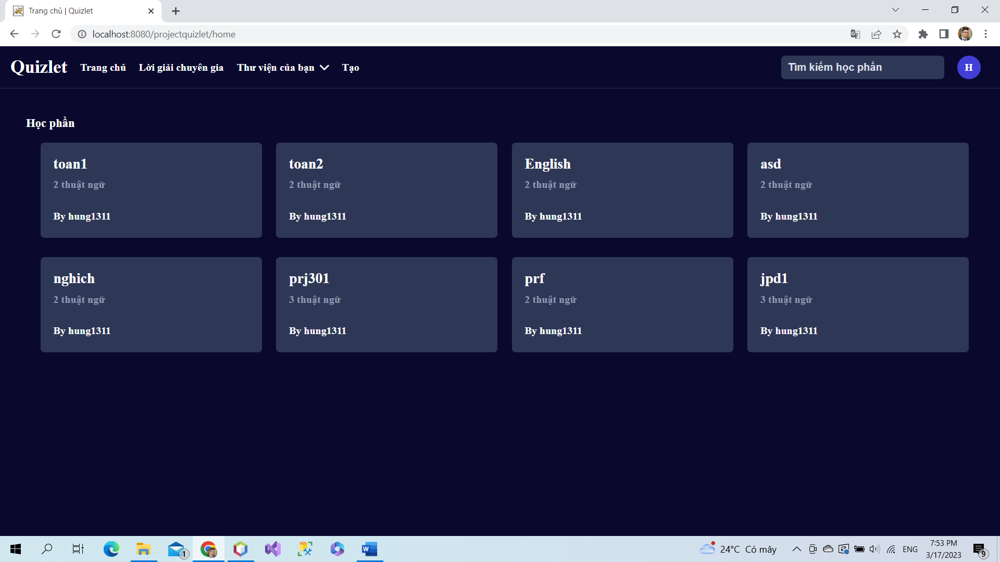 Trang chủ | Quizlet
localhost:8080/projectquizlet/home
Quizlet Trang chủ Lời giải chuyên gia Thư viện của bạn Tạo Tìm kiếm học phần H
Học phần
toan1 toan2 English asd
2 thuật ngữ 2 thuật ngữ 2 thuật ngữ 2 thuật ngữ
By hung1311 By hung1311 By hung1311 By hung1311
nghich prj301 prf jpd1
2 thuật ngữ 3 thuật ngữ 2 thuật ngữ 3 thuật ngữ
By hung1311 By hung1311 By hung1311 By hung1311
1 W 24°C Có mây ENG 7:53 PM
3/17/2023 9